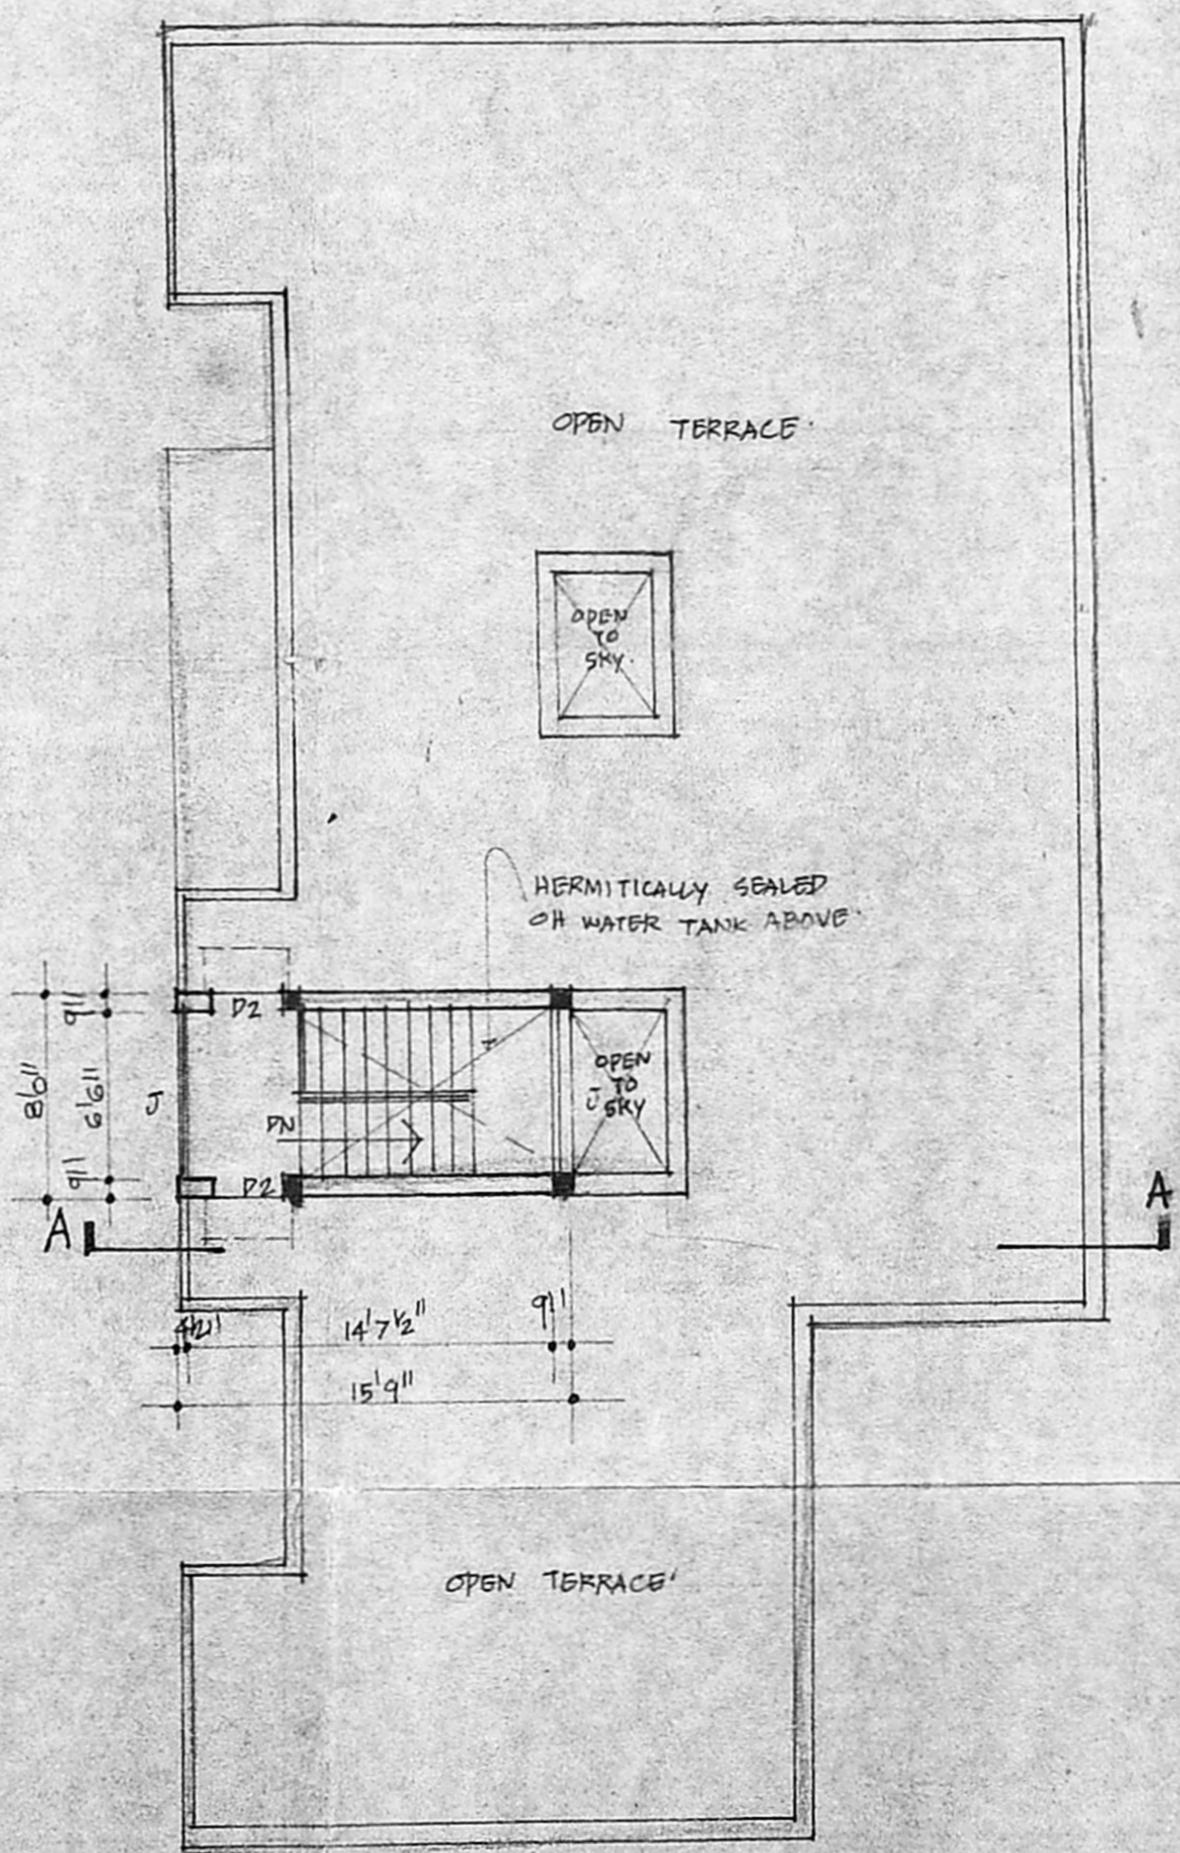 OPEN TERRACE
OPEN
TO
SKY
HERMITICALLY SEALED
OH WATER TANK ABOVE
D2
9"
8'6"
6'6"
J
9"
OPEN
TO
J SKY
DN
D2
A
A
4½"
14'7½"
9"
15'9"
OPEN TERRACE